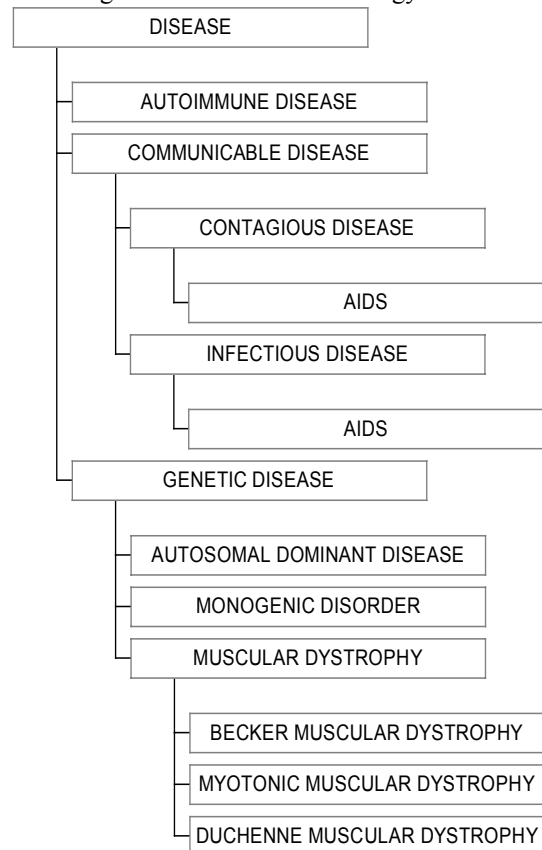 DISEASE
AUTOIMMUNE DISEASE
COMMUNICABLE DISEASE
CONTAGIOUS DISEASE
AIDS
INFECTIOUS DISEASE
AIDS
GENETIC DISEASE
AUTOSOMAL DOMINANT DISEASE
MONOGENIC DISORDER
MUSCULAR DYSTROPHY
BECKER MUSCULAR DYSTROPHY
MYOTONIC MUSCULAR DYSTROPHY
DUCHENNE MUSCULAR DYSTROPHY